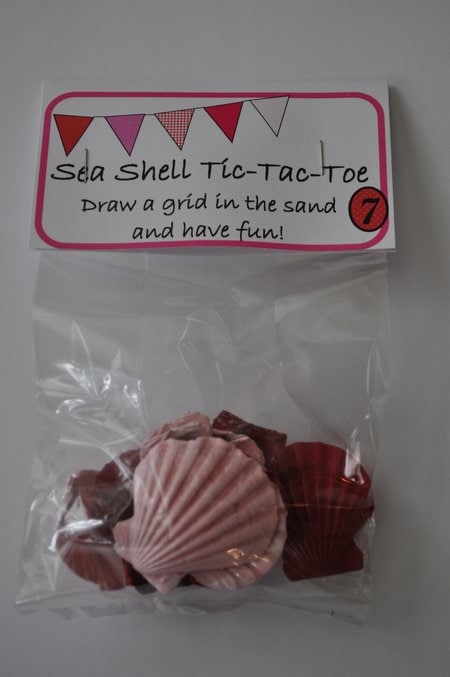 Sea Shell Tic-Tac-Toe
Draw a grid in the sand
7
and have fun!